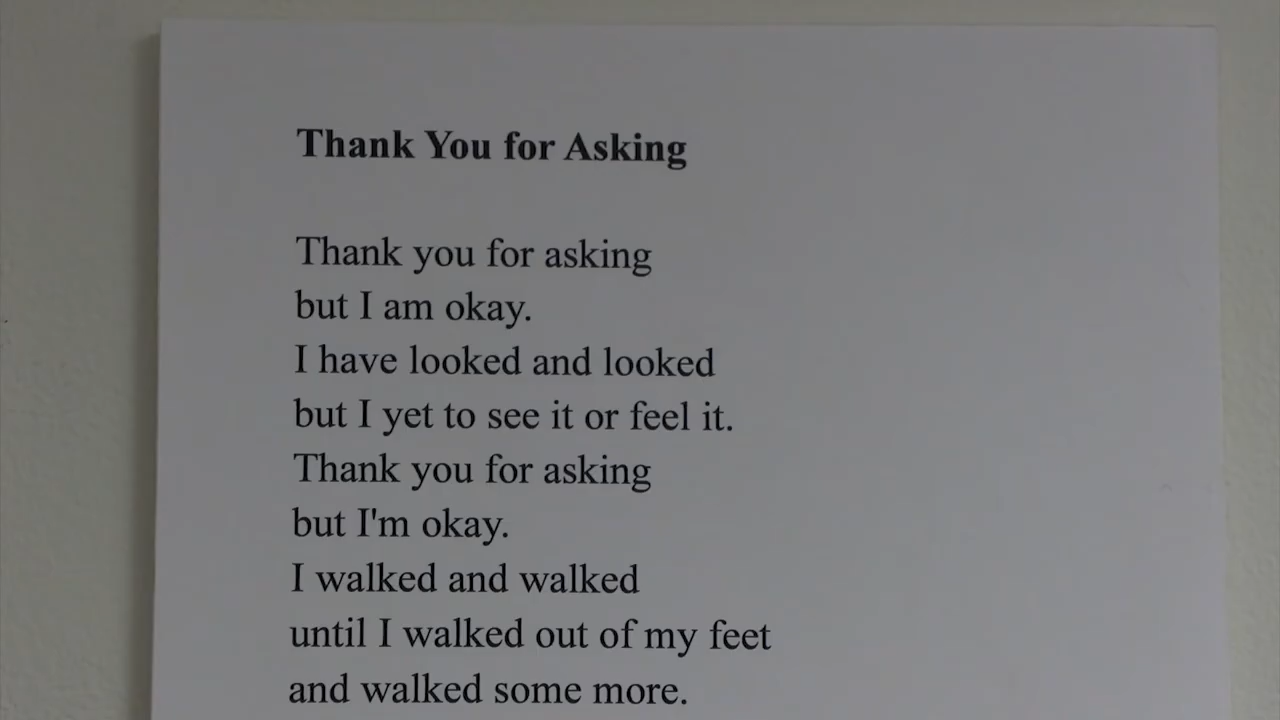 Thank You for Asking
Thank you for asking
but I am okay.
I have looked and looked
but I yet to see it or feel it.
Thank you for asking
but I'm okay.
I walked and walked
until I walked out of my feet
and walked some more.